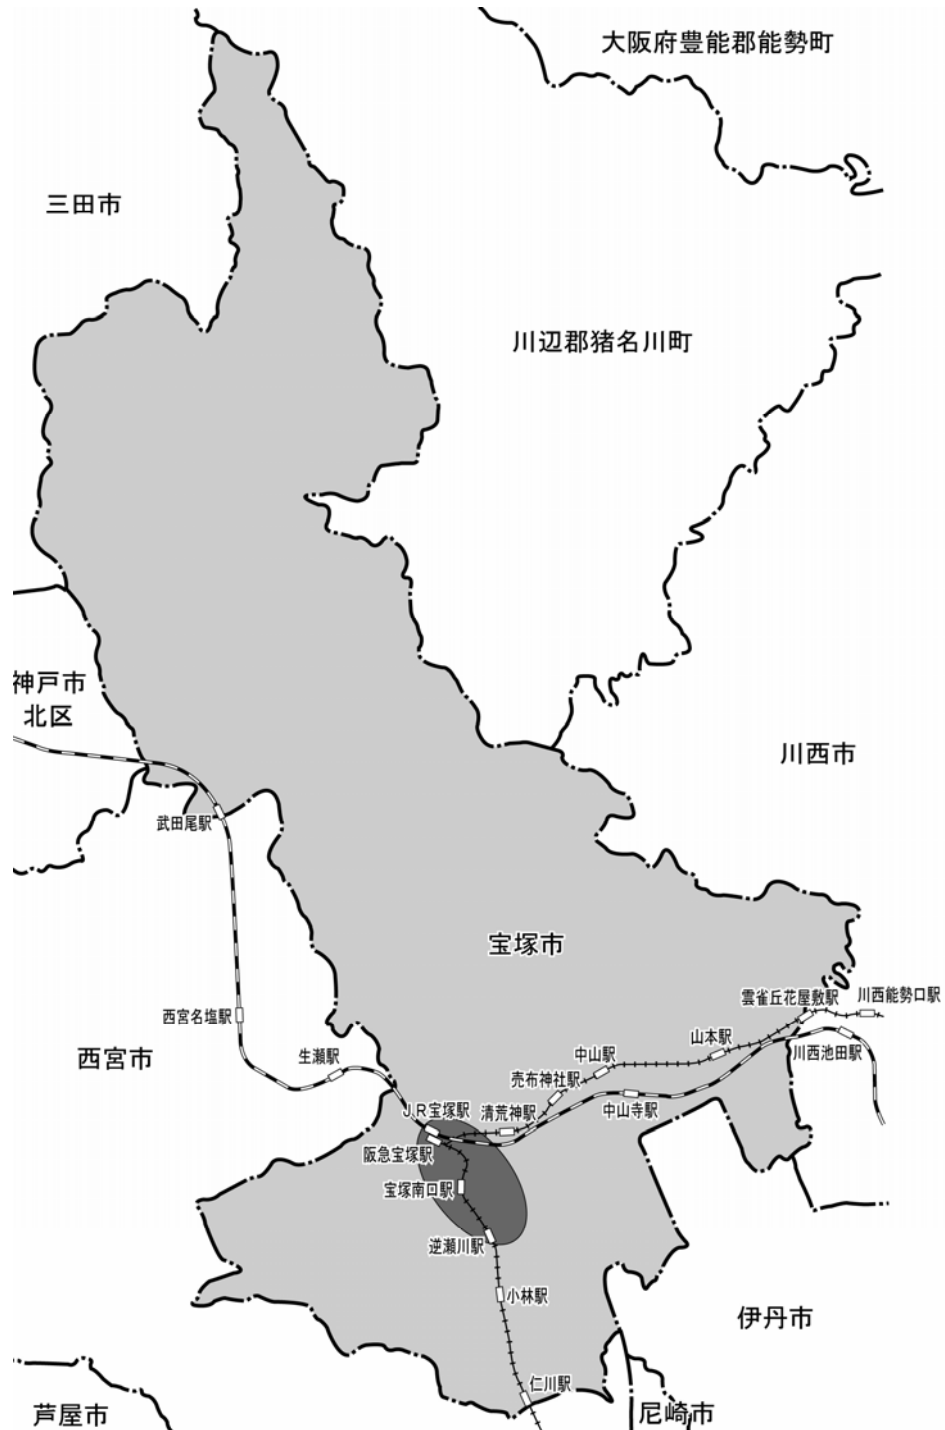 大阪府豊能郡能勢町
三田市
川辺郡猪名川町
神戸市
北区
川西市
武田尾駅
宝塚市
雲雀丘花屋敷駅
川西能勢口駅
西宮名塩駅
山本駅
川西池田駅
西宮市
生瀬駅
中山駅
売布神社駅
中山寺駅
ＪＲ宝塚駅
清荒神駅
阪急宝塚駅
宝塚南口駅
逆瀬川駅
小林駅
伊丹市
仁川駅
芦屋市
尼崎市